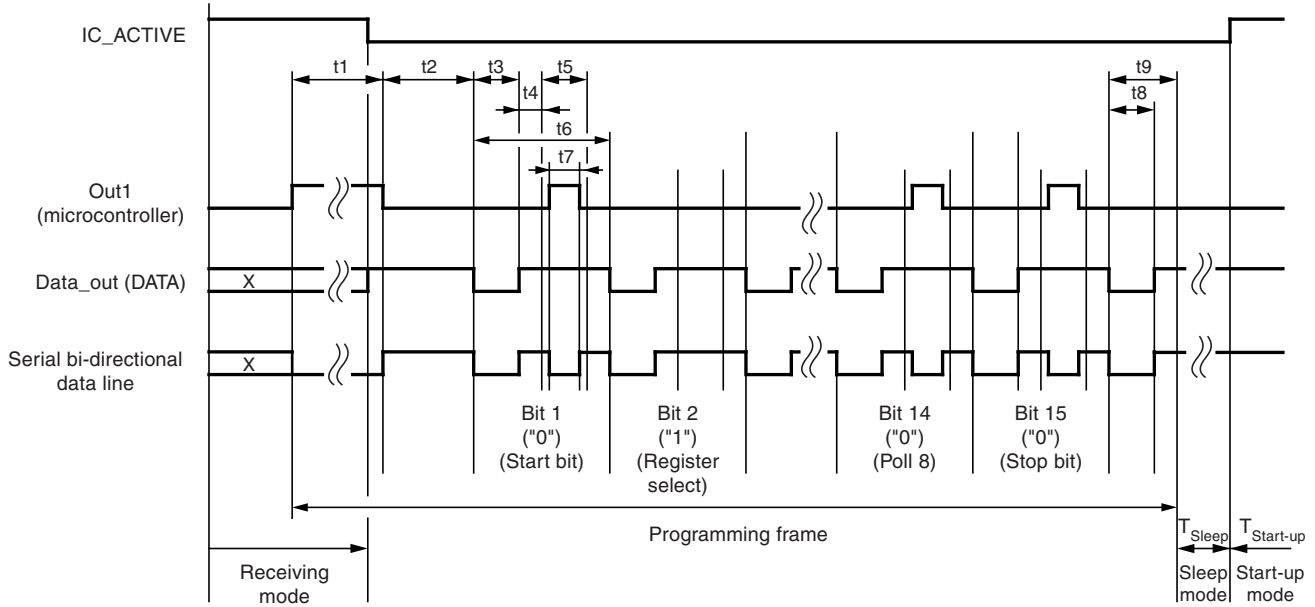 IC_ACTIVE
t1
t2
t3
t5
t9
t4
t8
t6
t7
Out1
(microcontroller)
Data_out (DATA)
X
Serial bi-directional
data line
X
Bit 1
("0")
(Start bit)
Bit 2
("1")
(Register
select)
Bit 14
("0")
(Poll 8)
Bit 15
("0")
(Stop bit)
Programming frame
TSleep
TStart-up
Receiving
mode
Sleep
mode
Start-up
mode